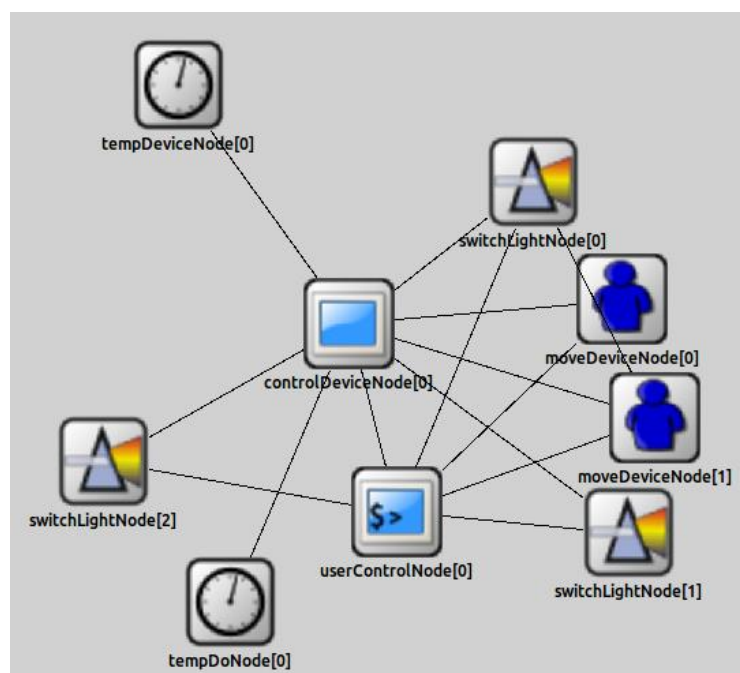 tempDeviceNode[0]
switchLightNode[0]
moveDeviceNode[0]
controlDeviceNode[0]
moveDeviceNode[1]
switchLightNode[2]
$>
userControlNode[0]
switchLightNode[1]
tempDoNode[0]